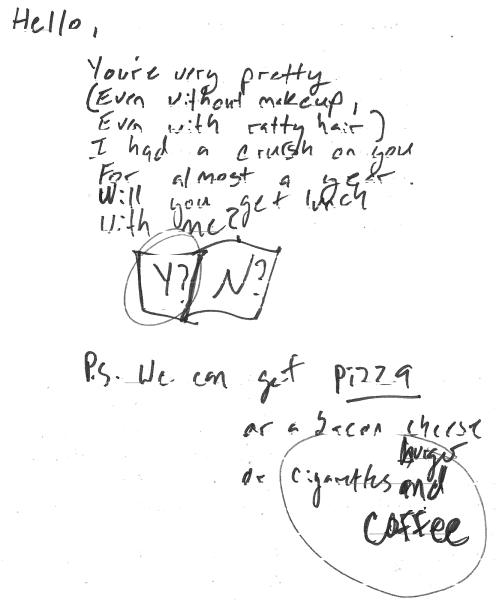 Hello,
You're very pretty
(Even without makeup,
Even with ratty hair)
I had a crush on you
For almost a year.
Will you get lunch
with me?
Y? N?
P.S. We can get pizza
or a bacon cheese
burger
or cigarettes and
coffee